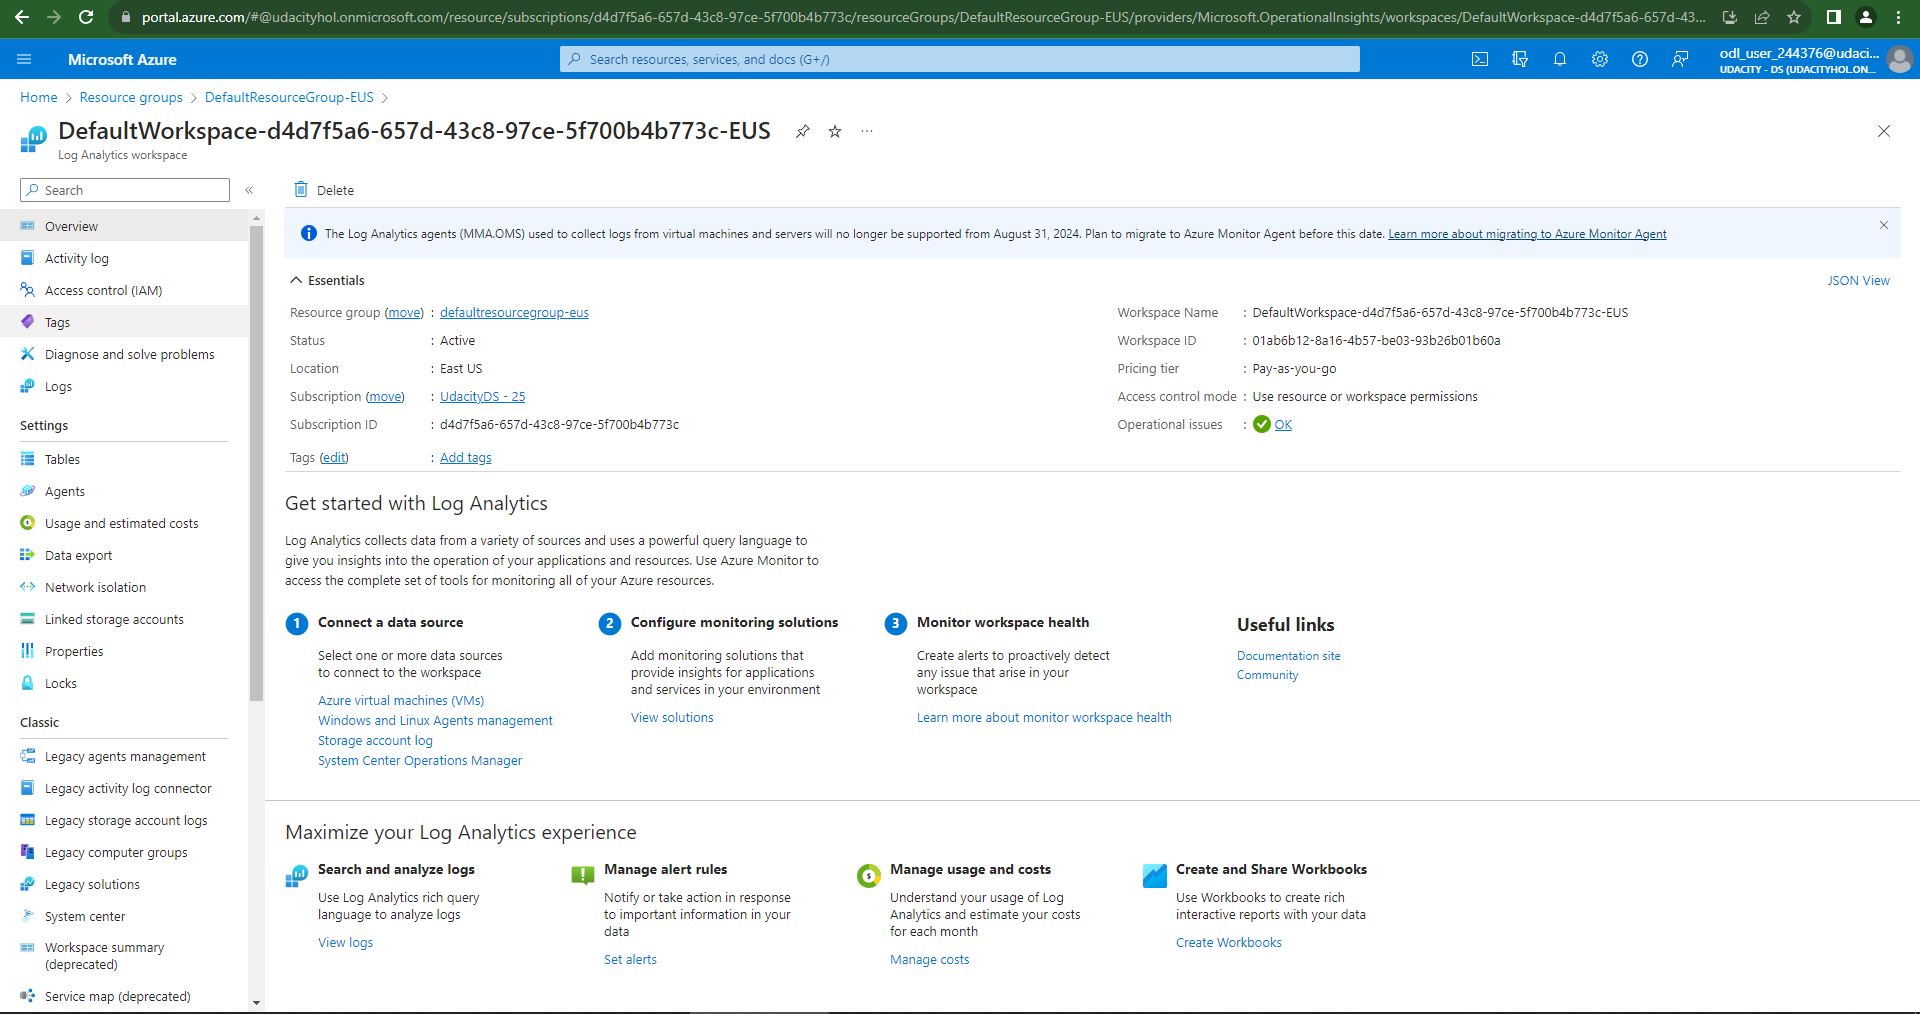 portal.azure.com/#@udacityhol.onmicrosoft.com/resource/subscriptions/d4d7f5a6-657d-43c8-97ce-5f700b4b773c/resourceGroups/DefaultResourceGroup-EUS/providers/Microsoft.OperationalInsights/workspaces/DefaultWorkspace-d4d7f5a6-657d-43...
Microsoft Azure
Search resources, services, and docs (G+/)
odl_user_244376@udaci...
UDACITY - DS (UDACITYHOL.ON...
Home > Resource groups > DefaultResourceGroup-EUS >
DefaultWorkspace-d4d7f5a6-657d-43c8-97ce-5f700b4b773c-EUS
Log Analytics workspace
Search
Overview
Activity log
Access control (IAM)
Tags
Diagnose and solve problems
Logs
Settings
Tables
Agents
Usage and estimated costs
Data export
Network isolation
Linked storage accounts
Properties
Locks
Classic
Legacy agents management
Legacy activity log connector
Legacy storage account logs
Legacy computer groups
Legacy solutions
System center
Workspace summary
(deprecated)
Service map (deprecated)
Delete
The Log Analytics agents (MMA,OMS) used to collect logs from virtual machines and servers will no longer be supported from August 31, 2024. Plan to migrate to Azure Monitor Agent before this date. Learn more about migrating to Azure Monitor Agent
Essentials
JSON View
Resource group (move) : defaultresourcegroup-eus
Status : Active
Location : East US
Subscription (move) : UdacityDS - 25
Subscription ID : d4d7f5a6-657d-43c8-97ce-5f700b4b773c
Tags (edit) : Add tags
Workspace Name : DefaultWorkspace-d4d7f5a6-657d-43c8-97ce-5f700b4b773c-EUS
Workspace ID : 01ab6b12-8a16-4b57-be03-93b26b01b60a
Pricing tier : Pay-as-you-go
Access control mode : Use resource or workspace permissions
Operational issues : OK
Get started with Log Analytics
Log Analytics collects data from a variety of sources and uses a powerful query language to
give you insights into the operation of your applications and resources. Use Azure Monitor to
access the complete set of tools for monitoring all of your Azure resources.
1 Connect a data source
Select one or more data sources
to connect to the workspace
Azure virtual machines (VMs)
Windows and Linux Agents management
Storage account log
System Center Operations Manager
2 Configure monitoring solutions
Add monitoring solutions that
provide insights for applications
and services in your environment
View solutions
3 Monitor workspace health
Create alerts to proactively detect
any issue that arise in your
workspace
Learn more about monitor workspace health
Useful links
Documentation site
Community
Maximize your Log Analytics experience
Search and analyze logs
Use Log Analytics rich query
language to analyze logs
View logs
Manage alert rules
Notify or take action in response
to important information in your
data
Set alerts
Manage usage and costs
Understand your usage of Log
Analytics and estimate your costs
for each month
Manage costs
Create and Share Workbooks
Use Workbooks to create rich
interactive reports with your data
Create Workbooks